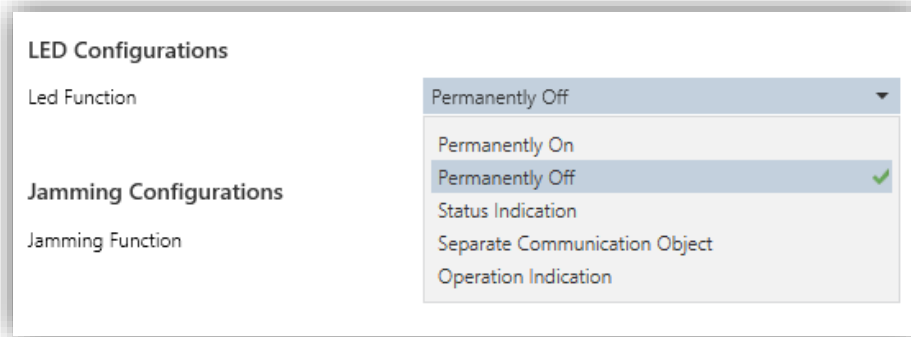 LED Configurations
Led Function
Permanently Off
Permanently On
Permanently Off
Status Indication
Separate Communication Object
Operation Indication
Jamming Configurations
Jamming Function